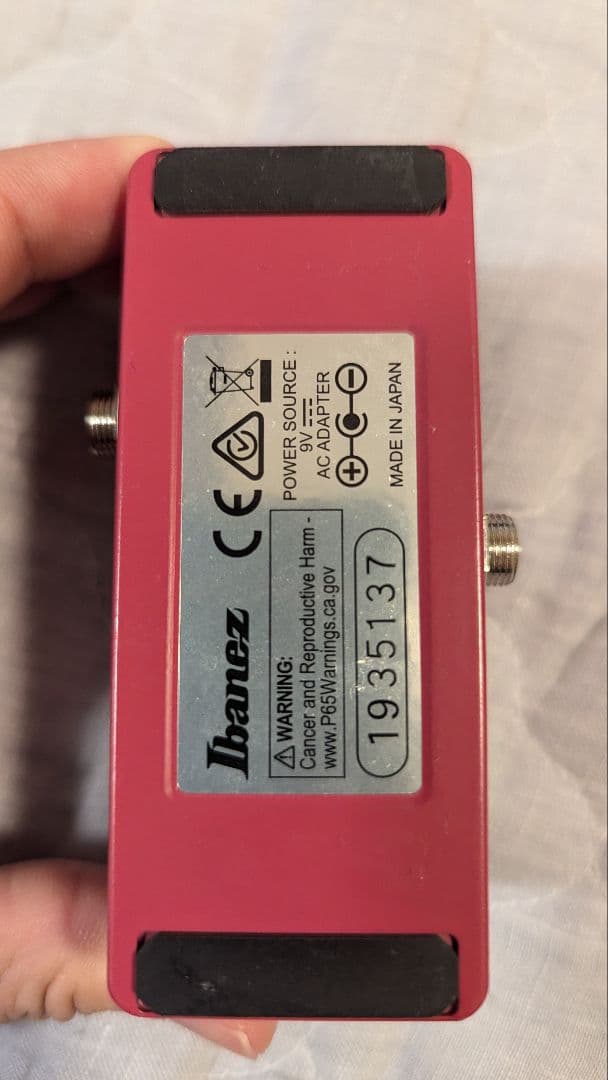 Ibanez
⚠ WARNING:
Cancer and Reproductive Harm -
www.P65Warnings.ca.gov
1935137
CE
POWER SOURCE :
9V ⎓
AC ADAPTER
+ −
MADE IN JAPAN